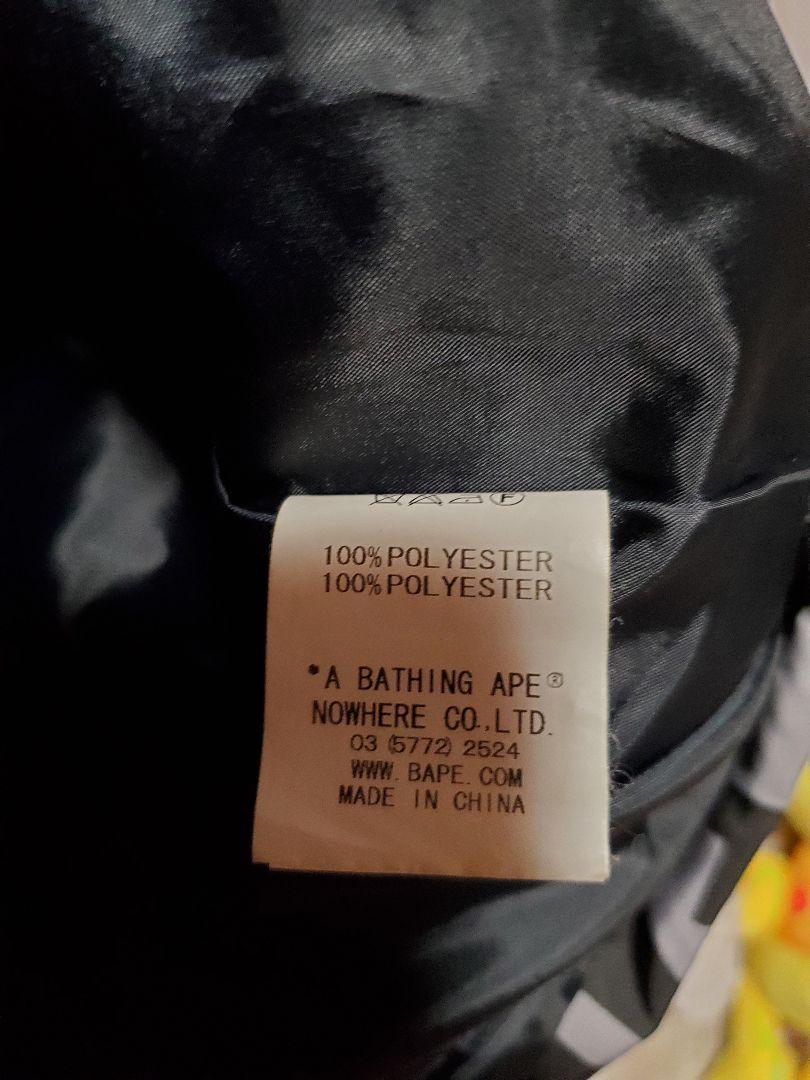 F
100%POLYESTER
100%POLYESTER
*A BATHING APE®
NOWHERE CO.,LTD.
03 (5772) 2524
WWW.BAPE.COM
MADE IN CHINA